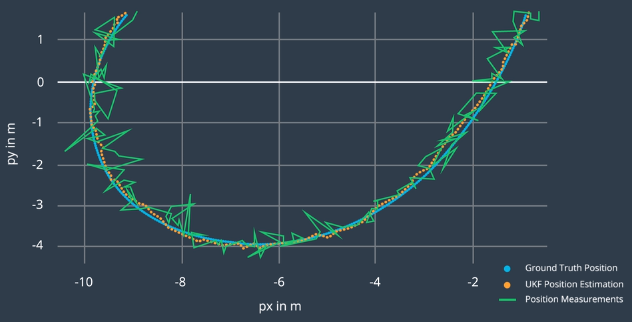 1
0
-1
-2
-3
-4
py in m
-10
-8
-6
-4
-2
px in m
Ground Truth Position
UKF Position Estimation
Position Measurements